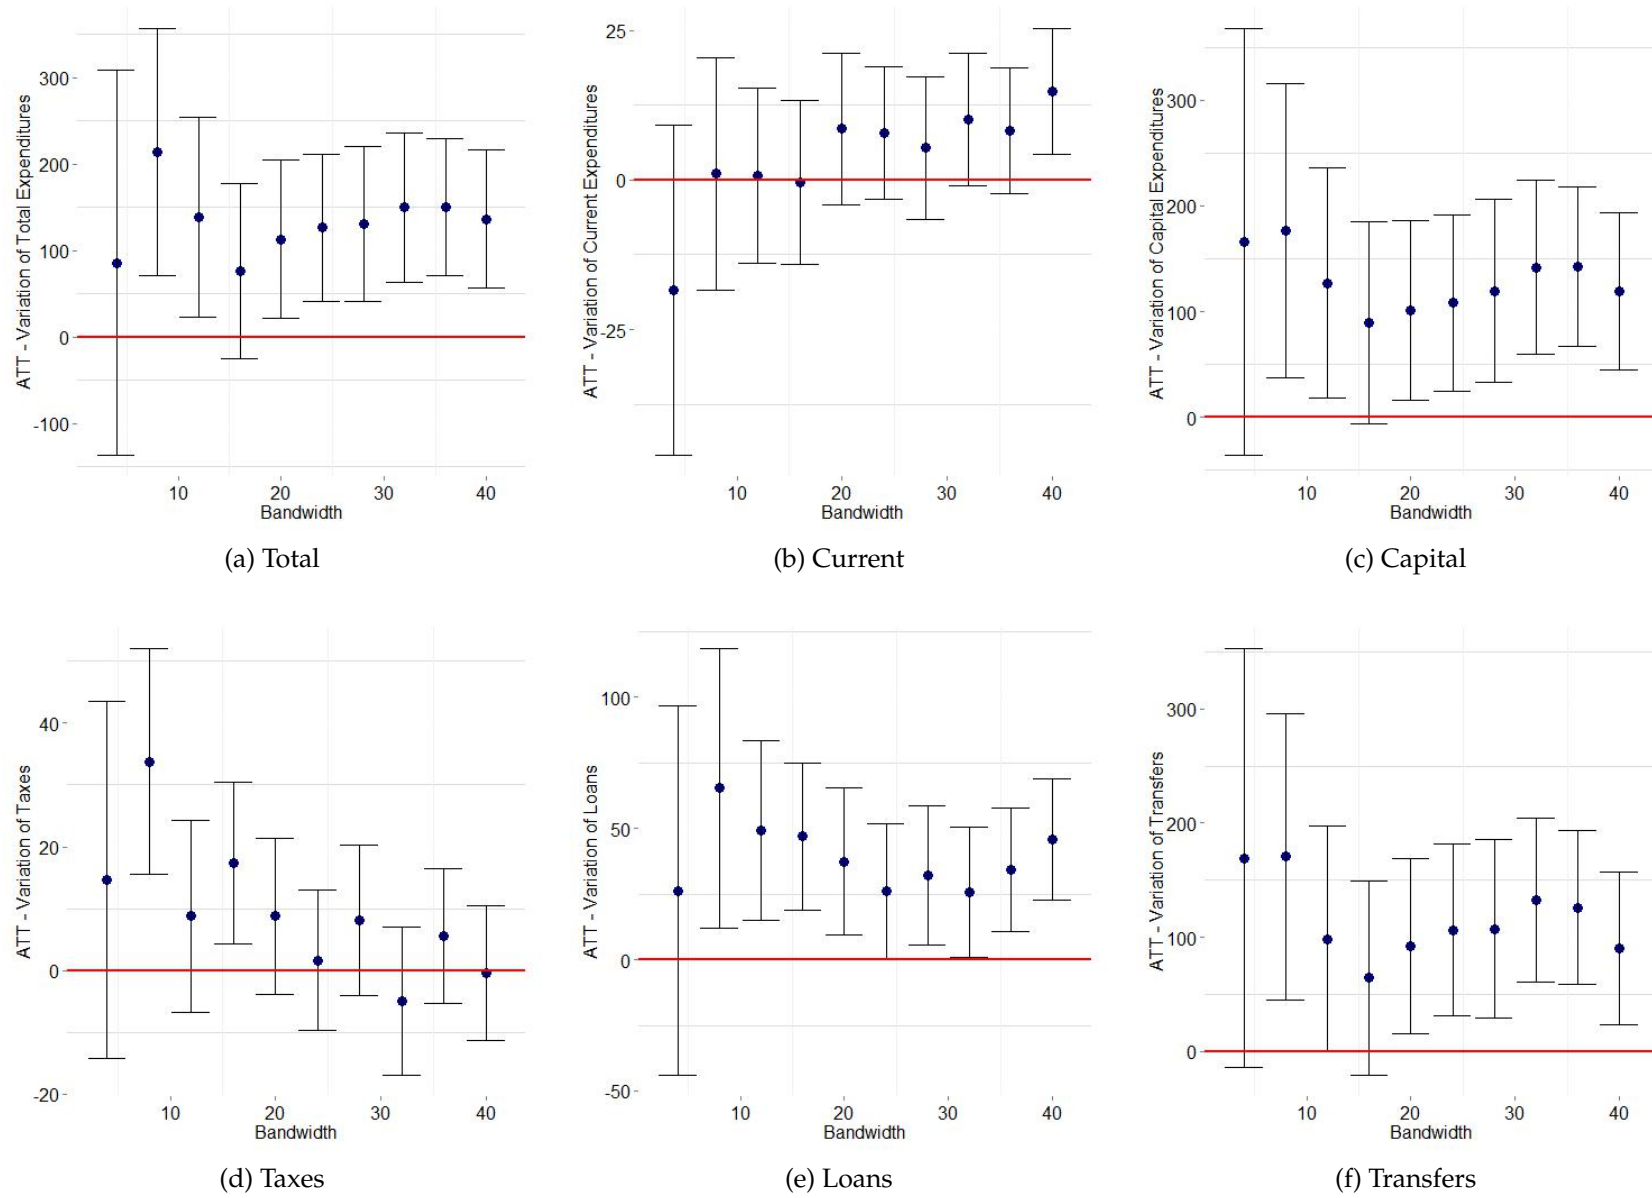 ATT - Variation of Total Expenditures
300
200
100
0
-100
10 20 30 40
Bandwidth
(a) Total
ATT - Variation of Current Expenditures
25
0
-25
10 20 30 40
Bandwidth
(b) Current
ATT - Variation of Capital Expenditures
300
200
100
0
10 20 30 40
Bandwidth
(c) Capital
ATT - Variation of Taxes
40
20
0
-20
10 20 30 40
Bandwidth
(d) Taxes
ATT - Variation of Loans
100
50
0
-50
10 20 30 40
Bandwidth
(e) Loans
ATT - Variation of Transfers
300
200
100
0
10 20 30 40
Bandwidth
(f) Transfers